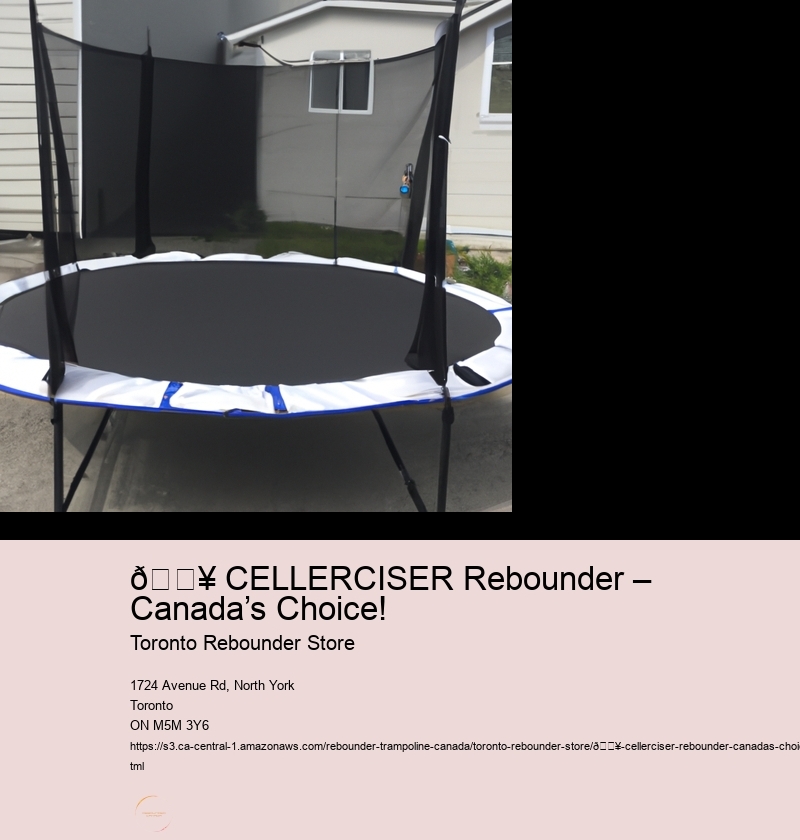 ð□□¥ CELLERCISER Rebounder –
Canada’s Choice!
Toronto Rebounder Store
1724 Avenue Rd, North York
Toronto
ON M5M 3Y6
https://s3.ca-central-1.amazonaws.com/rebounder-trampoline-canada/toronto-rebounder-store/ð□□¥-cellerciser-rebounder-canadas-choi
tml